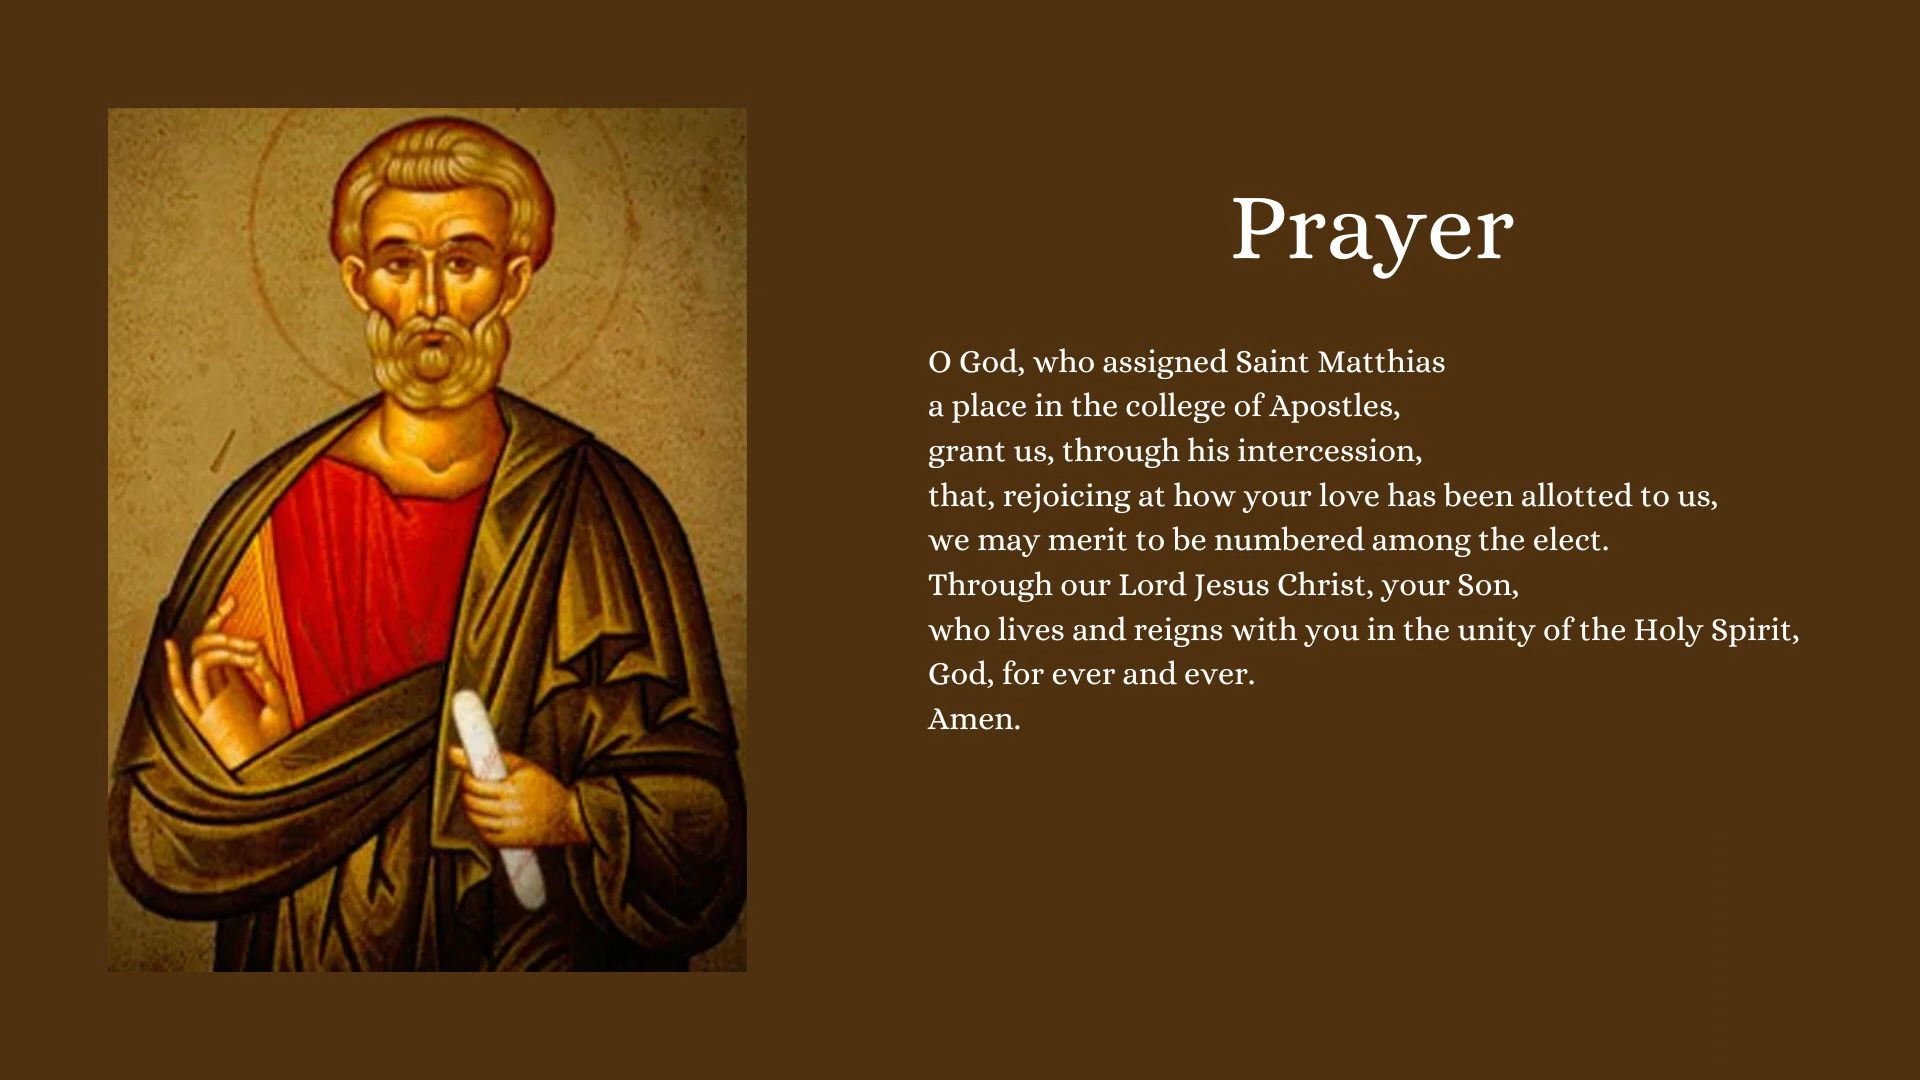 Prayer
O God, who assigned Saint Matthias
a place in the college of Apostles,
grant us, through his intercession,
that, rejoicing at how your love has been allotted to us,
we may merit to be numbered among the elect.
Through our Lord Jesus Christ, your Son,
who lives and reigns with you in the unity of the Holy Spirit,
God, for ever and ever.
Amen.